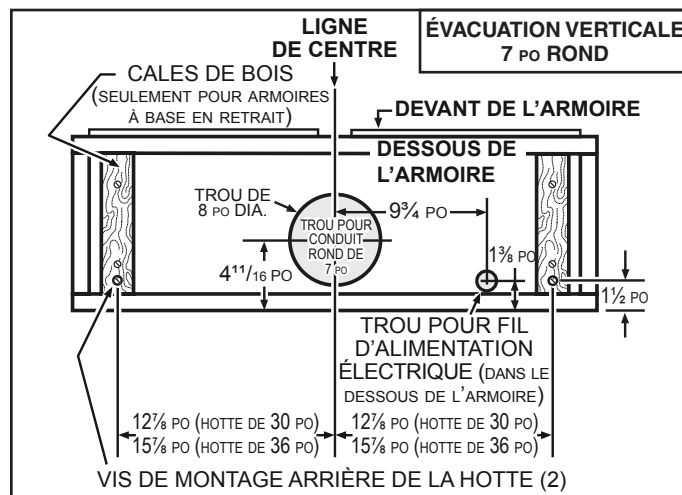 LIGNE
DE CENTRE
ÉVACUATION VERTICALE
7 PO ROND
CALES DE BOIS
(SEULEMENT POUR ARMOIRES
À BASE EN RETRAIT)
DEVANT DE L'ARMOIRE
DESSOUS DE
L'ARMOIRE
TROU DE
8 PO DIA.
TROU POUR
CONDUIT
ROND DE
7 PO
9¾ PO
4 11/16 PO
1⅜ PO
1½ PO
TROU POUR FIL
D'ALIMENTATION
ÉLECTRIQUE (DANS LE
DESSOUS DE L'ARMOIRE)
12⅞ PO (HOTTE DE 30 PO)
15⅞ PO (HOTTE DE 36 PO)
12⅞ PO (HOTTE DE 30 PO)
15⅞ PO (HOTTE DE 36 PO)
VIS DE MONTAGE ARRIÈRE DE LA HOTTE (2)